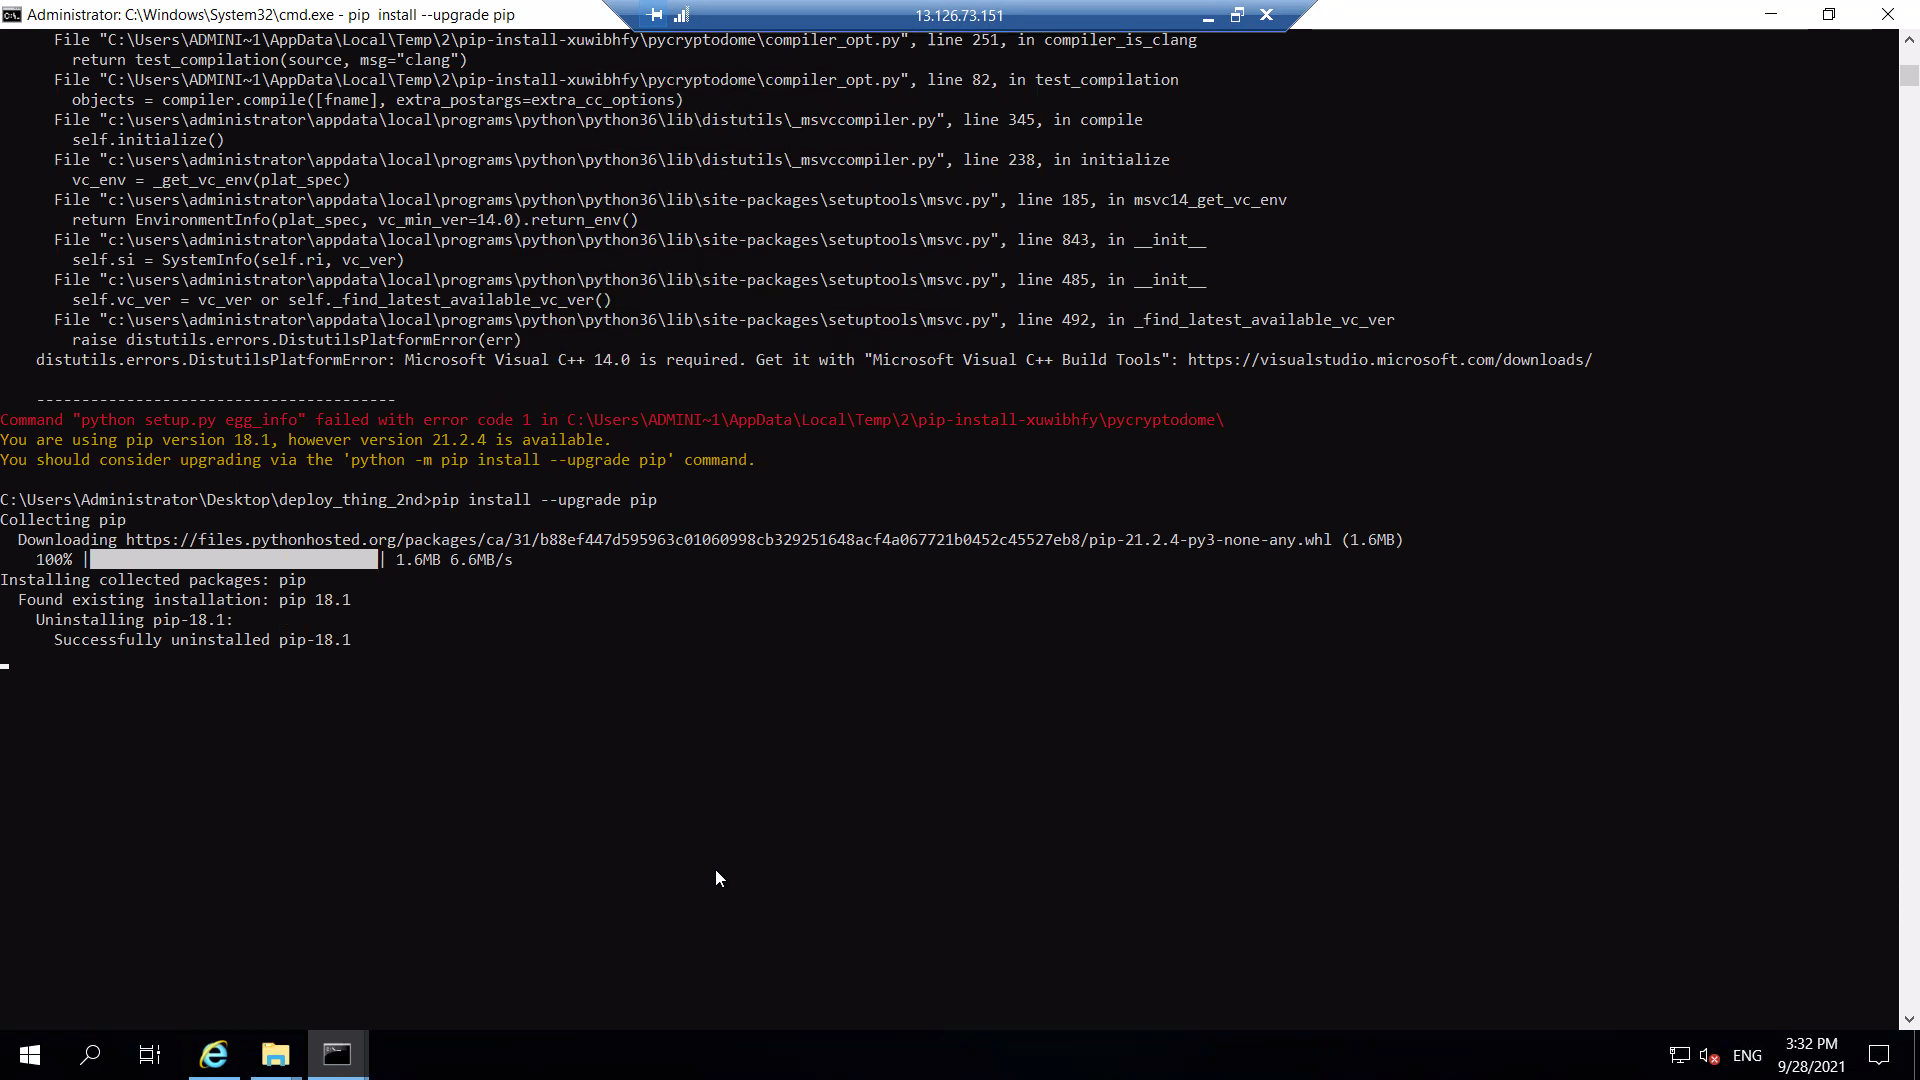 Administrator: C:\Windows\System32\cmd.exe - pip  install --upgrade pip
13.126.73.151
File "C:\Users\ADMINI~1\AppData\Local\Temp\2\pip-install-xuwibhfy\pycryptodome\compiler_opt.py", line 251, in compiler_is_clang
return test_compilation(source, msg="clang")
File "C:\Users\ADMINI~1\AppData\Local\Temp\2\pip-install-xuwibhfy\pycryptodome\compiler_opt.py", line 82, in test_compilation
objects = compiler.compile([fname], extra_postargs=extra_cc_options)
File "c:\users\administrator\appdata\local\programs\python\python36\lib\distutils\_msvccompiler.py", line 345, in compile
self.initialize()
File "c:\users\administrator\appdata\local\programs\python\python36\lib\distutils\_msvccompiler.py", line 238, in initialize
vc_env = _get_vc_env(plat_spec)
File "c:\users\administrator\appdata\local\programs\python\python36\lib\site-packages\setuptools\msvc.py", line 185, in msvc14_get_vc_env
return EnvironmentInfo(plat_spec, vc_min_ver=14.0).return_env()
File "c:\users\administrator\appdata\local\programs\python\python36\lib\site-packages\setuptools\msvc.py", line 843, in __init__
self.si = SystemInfo(self.ri, vc_ver)
File "c:\users\administrator\appdata\local\programs\python\python36\lib\site-packages\setuptools\msvc.py", line 485, in __init__
self.vc_ver = vc_ver or self._find_latest_available_vc_ver()
File "c:\users\administrator\appdata\local\programs\python\python36\lib\site-packages\setuptools\msvc.py", line 492, in _find_latest_available_vc_ver
raise distutils.errors.DistutilsPlatformError(err)
distutils.errors.DistutilsPlatformError: Microsoft Visual C++ 14.0 is required. Get it with "Microsoft Visual C++ Build Tools": https://visualstudio.microsoft.com/downloads/
----------------------------------------
Command "python setup.py egg_info" failed with error code 1 in C:\Users\ADMINI~1\AppData\Local\Temp\2\pip-install-xuwibhfy\pycryptodome\
You are using pip version 18.1, however version 21.2.4 is available.
You should consider upgrading via the 'python -m pip install --upgrade pip' command.
C:\Users\Administrator\Desktop\deploy_thing_2nd>pip install --upgrade pip
Collecting pip
Downloading https://files.pythonhosted.org/packages/ca/31/b88ef447d595963c01060998cb329251648acf4a067721b0452c45527eb8/pip-21.2.4-py3-none-any.whl (1.6MB)
100% || 1.6MB 6.6MB/s
Installing collected packages: pip
Found existing installation: pip 18.1
Uninstalling pip-18.1:
Successfully uninstalled pip-18.1
ENG
3:32 PM
9/28/2021